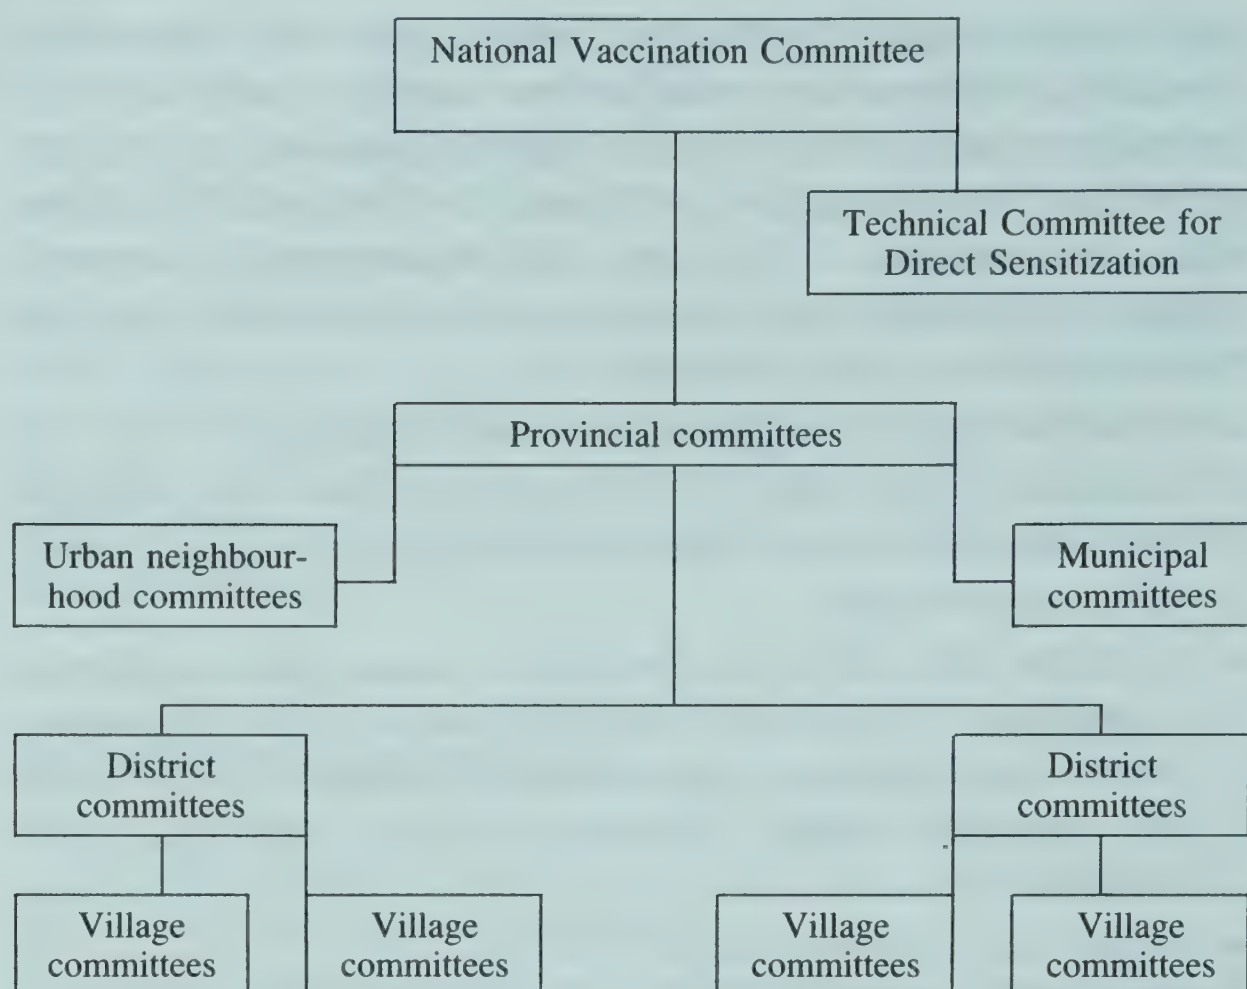 National Vaccination Committee
Technical Committee for
Direct Sensitization
Provincial committees
Urban neighbour-
hood committees
Municipal
committees
District
committees
District
committees
Village
committees
Village
committees
Village
committees
Village
committees